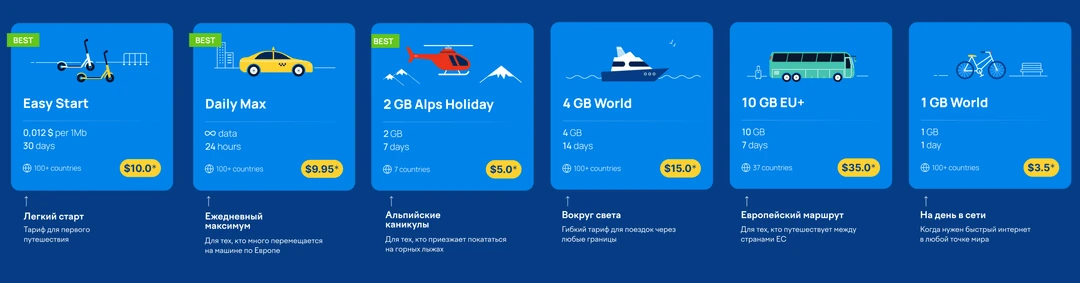 BEST
Easy Start
0,012 $ per 1Mb
30 days
100+ countries
$10.0*
Легкий старт
Тариф для первого
путешествия
BEST
Daily Max
∞ data
24 hours
100+ countries
$9.95*
Ежедневный
максимум
Для тех, кто много перемещается
на машине по Европе
BEST
2 GB Alps Holiday
2 GB
7 days
7 countries
$5.0*
Альпийские
каникулы
Для тех, кто приезжает покататься
на горных лыжах
4 GB World
4 GB
14 days
100+ countries
$15.0*
Вокруг света
Гибкий тариф для поездок через
любые границы
10 GB EU+
10 GB
7 days
37 countries
$35.0*
Европейский маршрут
Для тех, кто путешествует между
странами ЕС
1 GB World
1 GB
1 day
100+ countries
$3.5*
На день в сети
Когда нужен быстрый интернет
в любой точке мира